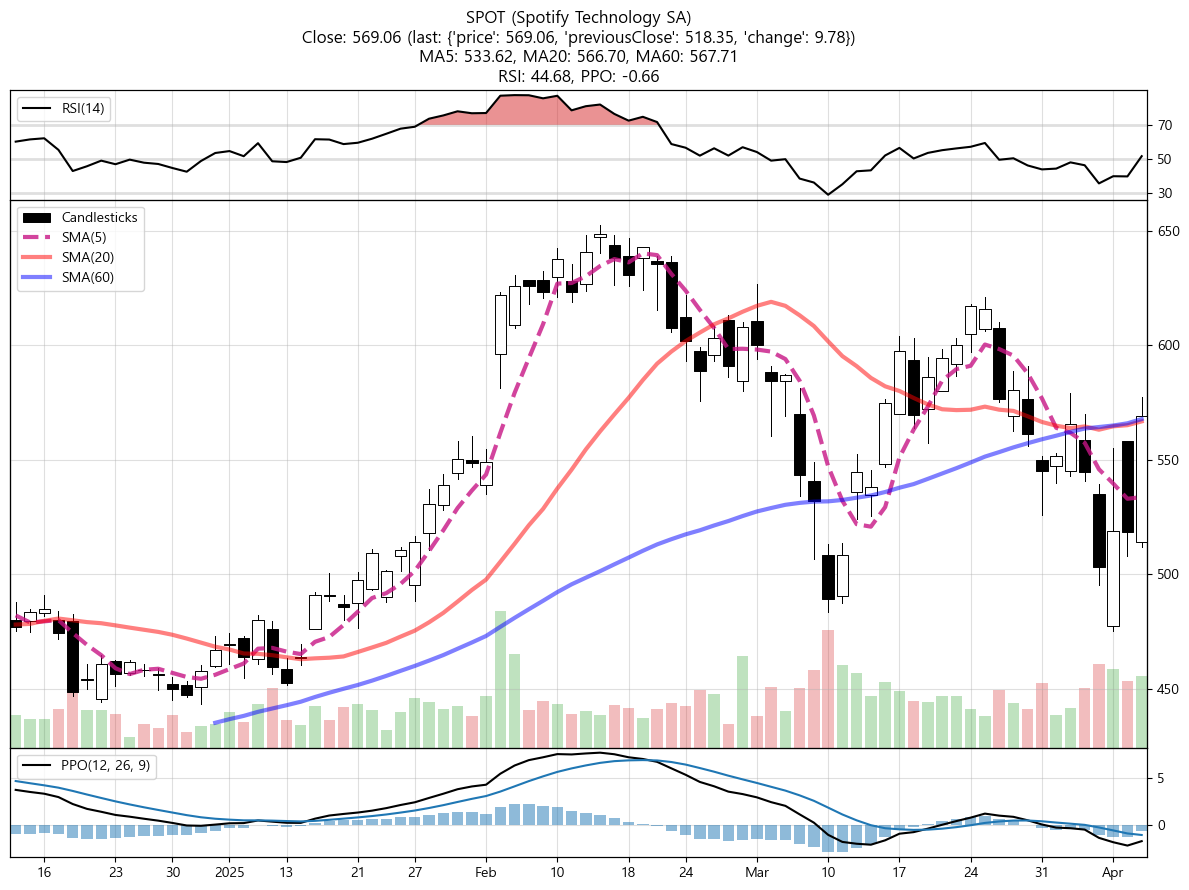 SPOT (Spotify Technology SA)
Close: 569.06 (last: {'price': 569.06, 'previousClose': 518.35, 'change': 9.78})
MA5: 533.62, MA20: 566.70, MA60: 567.71
RSI: 44.68, PPO: -0.66
RSI(14)
70
50
30
Candlesticks
SMA(5)
SMA(20)
SMA(60)
650
600
550
500
450
PPO(12, 26, 9)
5
0
16 23 30 2025 13 21 27 Feb 10 18 24 Mar 10 17 24 31 Apr